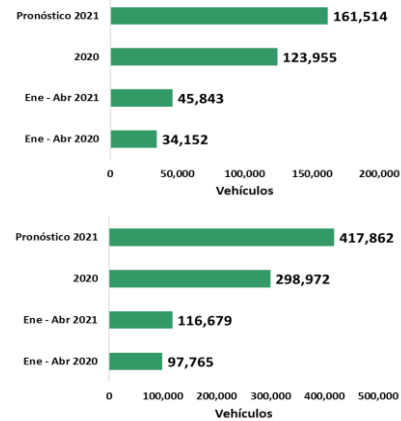 Pronóstico 2021 161,514
2020 123,955
Ene - Abr 2021 45,843
Ene - Abr 2020 34,152
0 50,000 100,000 150,000 200,000
Vehículos
Pronóstico 2021 417,862
2020 298,972
Ene - Abr 2021 116,679
Ene - Abr 2020 97,765
0 100,000 200,000 300,000 400,000 500,000
Vehículos